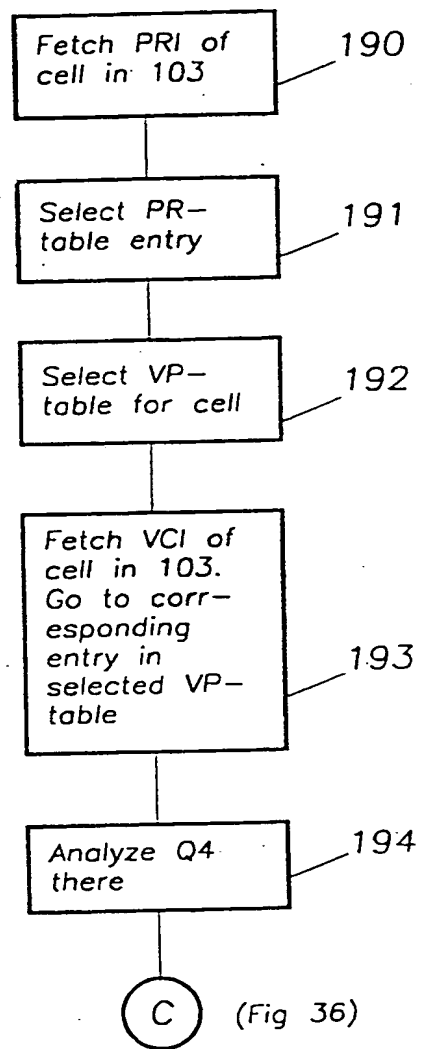 Fetch PRI of
cell in 103
190
Select PR-
table entry
191
Select VP-
table for cell
192
Fetch VCI of
cell in 103.
Go to corr-
esponding
entry in
selected VP-
table
193
Analyze Q4
there
194
C (Fig 36)